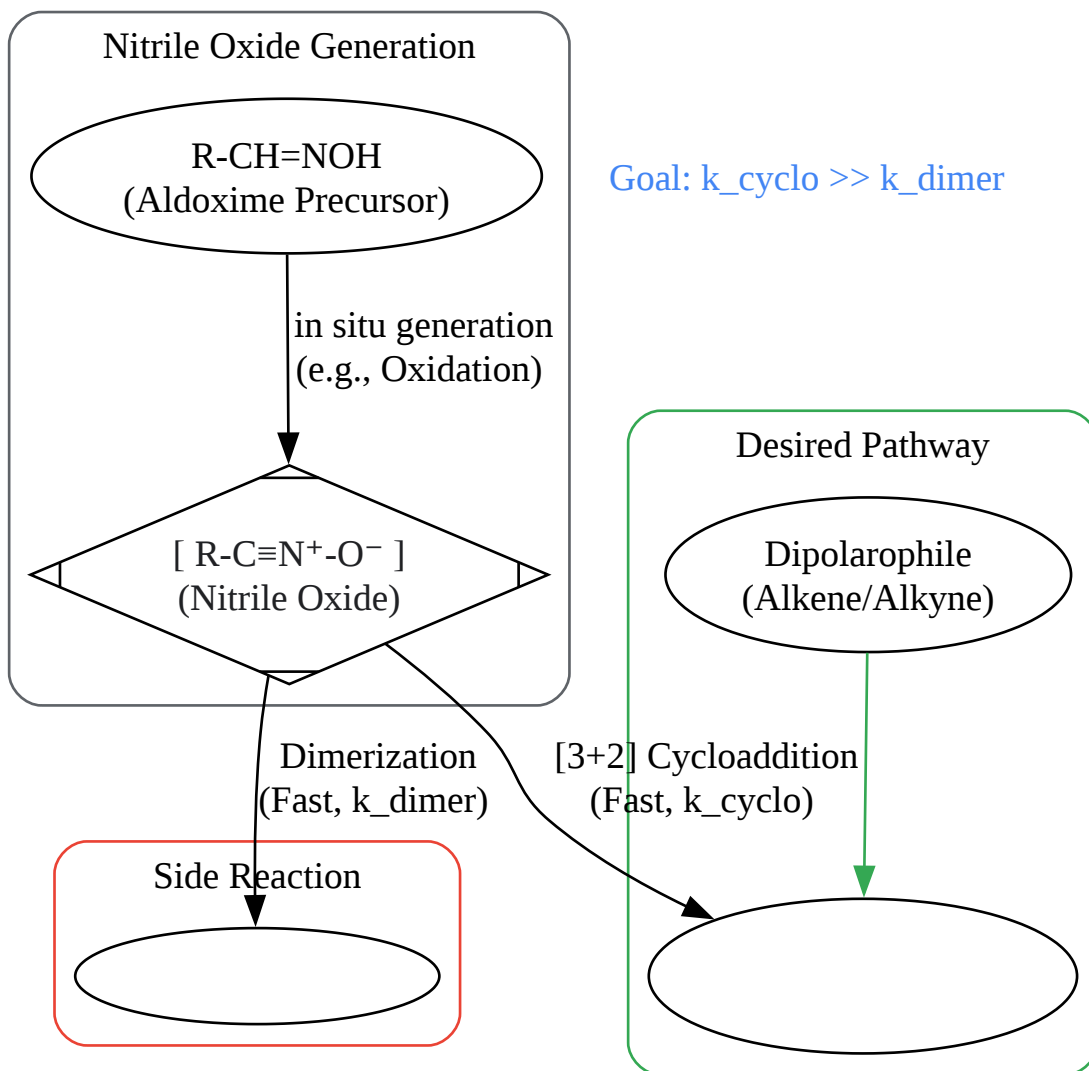 Nitrile Oxide Generation
R-CH=NOH
(Aldoxime Precursor)
Goal: k_cyclo >> k_dimer
in situ generation
(e.g., Oxidation)
Desired Pathway
[ R-C≡N⁺-O⁻ ]
(Nitrile Oxide)
Dipolarophile
(Alkene/Alkyne)
Dimerization
(Fast, k_dimer)
[3+2] Cycloaddition
(Fast, k_cyclo)
Side Reaction